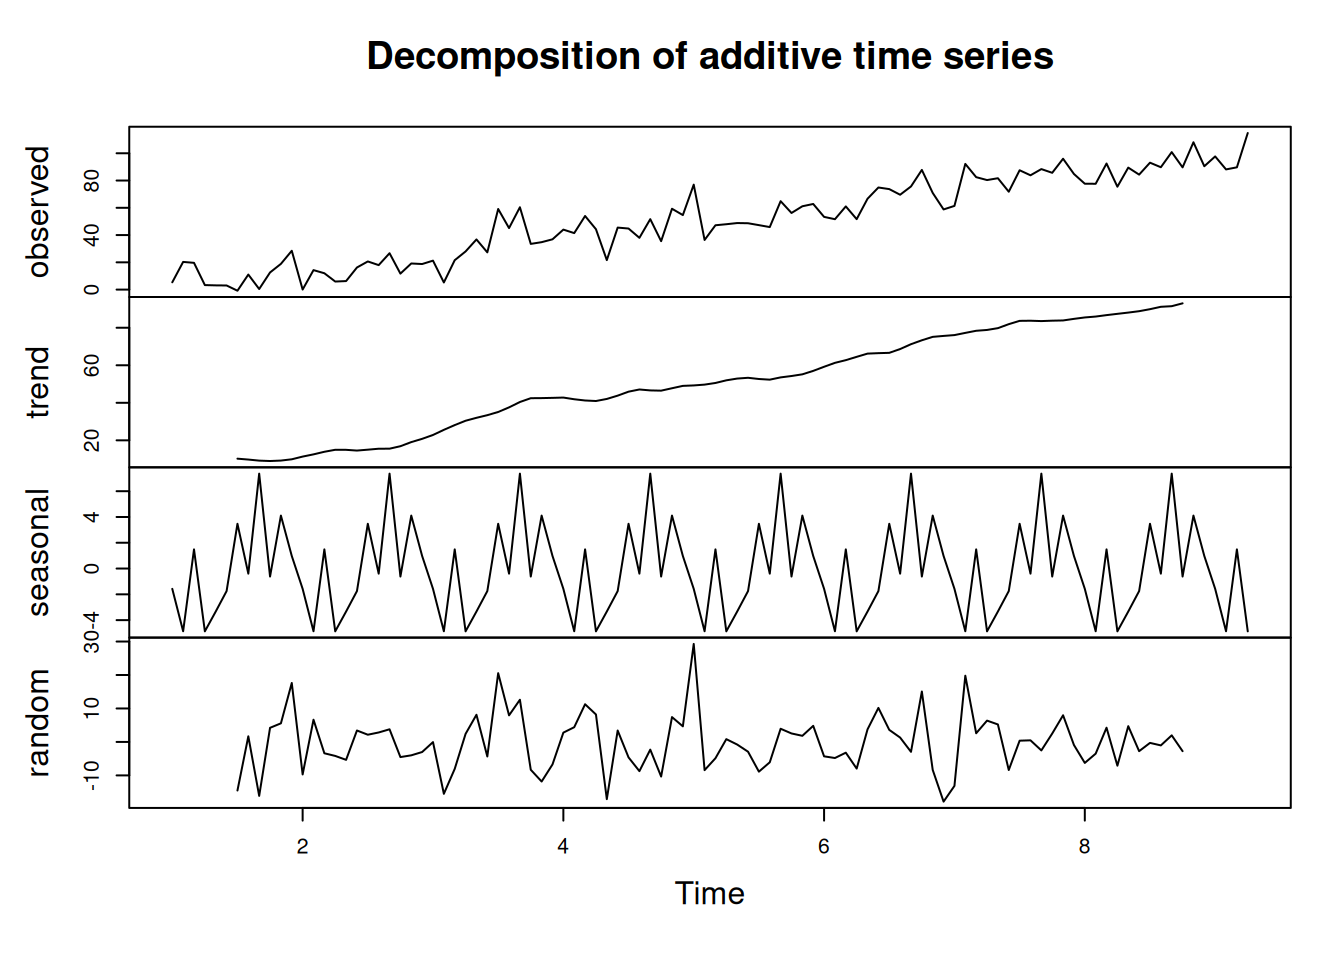 Decomposition of additive time series
observed
0 40 80
trend
20 60
seasonal
-4 0 4
random
-10 10 30
2 4 6 8
Time